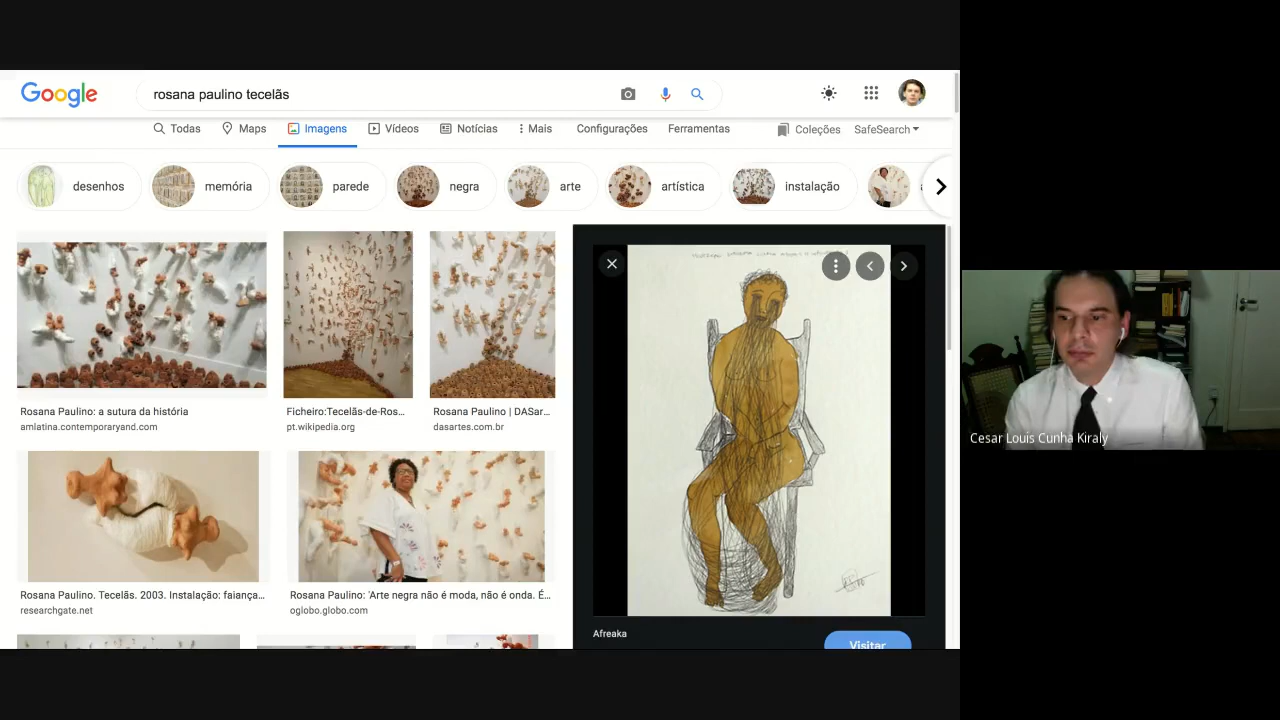 Google
rosana paulino tecelãs
Todas
Maps
Imagens
Vídeos
Notícias
Mais
Configurações
Ferramentas
Coleções
SafeSearch
desenhos
memória
parede
negra
arte
artística
instalação
Rosana Paulino: a sutura da história
amlatina.contemporaryand.com
Ficheiro:Tecelãs-de-Ros...
pt.wikipedia.org
Rosana Paulino | DASar...
dasartes.com.br
Rosana Paulino. Tecelãs. 2003. Instalação: faiança...
researchgate.net
Rosana Paulino: 'Arte negra não é moda, não é onda. É...
oglobo.globo.com
Afreaka
Visitar
Cesar Louis Cunha Kiraly